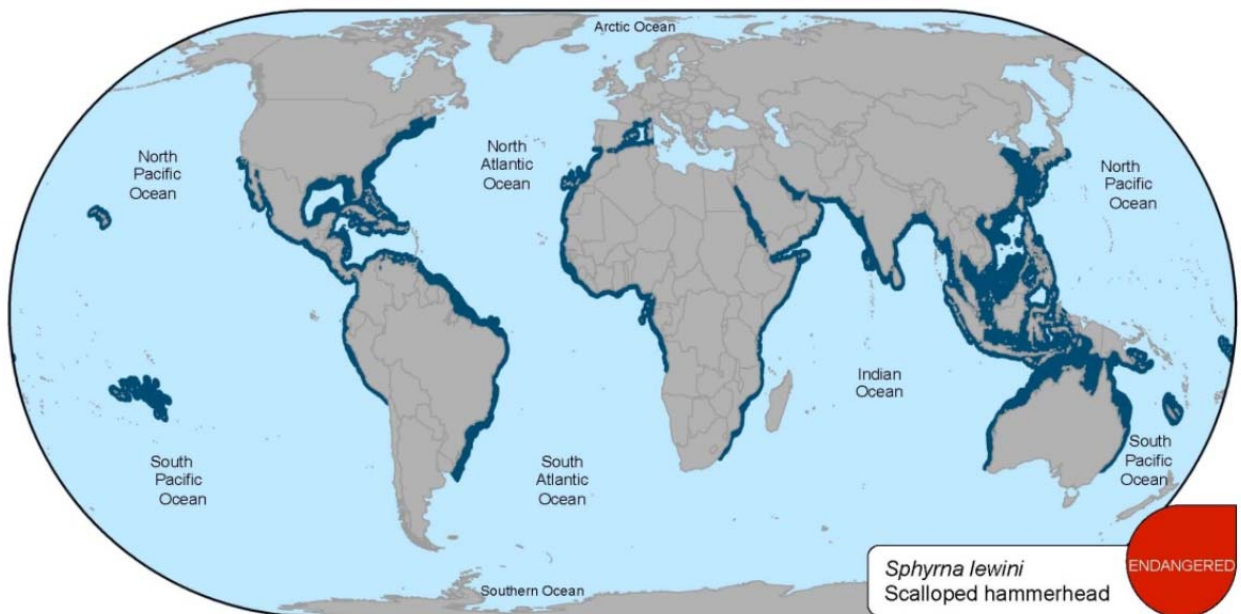 Arctic Ocean
North
Pacific
Ocean
North
Atlantic
Ocean
North
Pacific
Ocean
Indian
Ocean
South
Pacific
Ocean
South
Atlantic
Ocean
South
Pacific
Ocean
Southern Ocean
Sphyrna lewini
Scalloped hammerhead
ENDANGERED